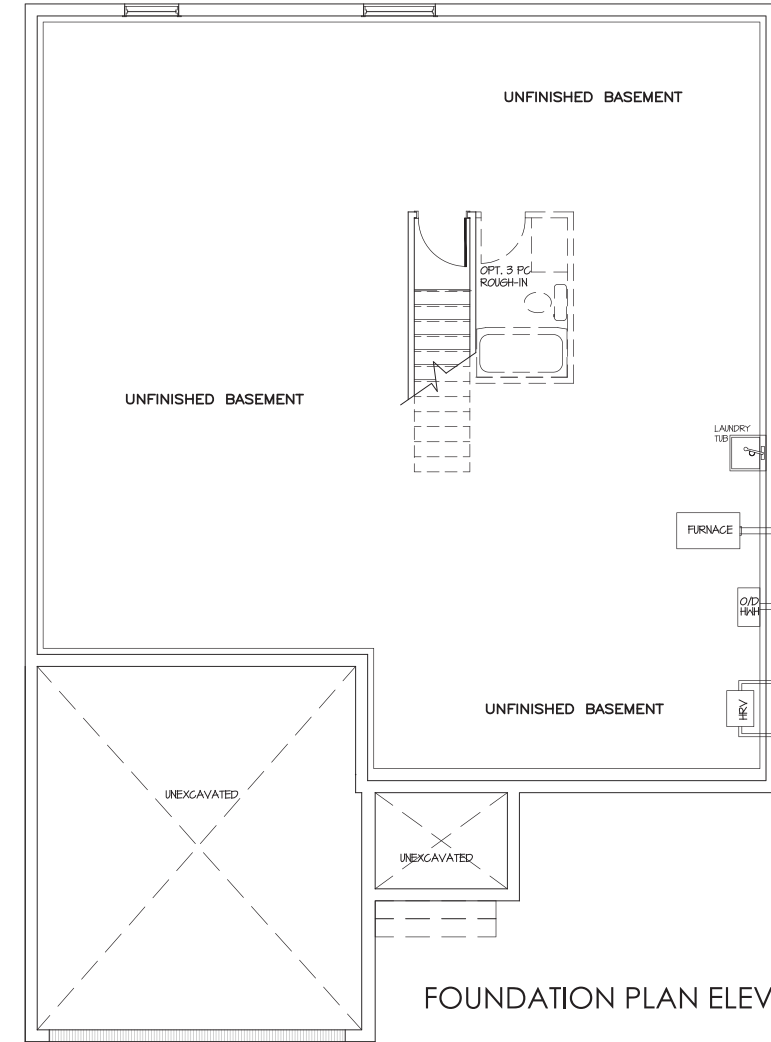 UNFINISHED BASEMENT
OPT. 3 PC
ROUGH-IN
UNFINISHED BASEMENT
LAUNDRY
TUB
FURNACE
O/D
HWH
HRV
UNFINISHED BASEMENT
UNEXCAVATED
UNEXCAVATED
FOUNDATION PLAN ELEV